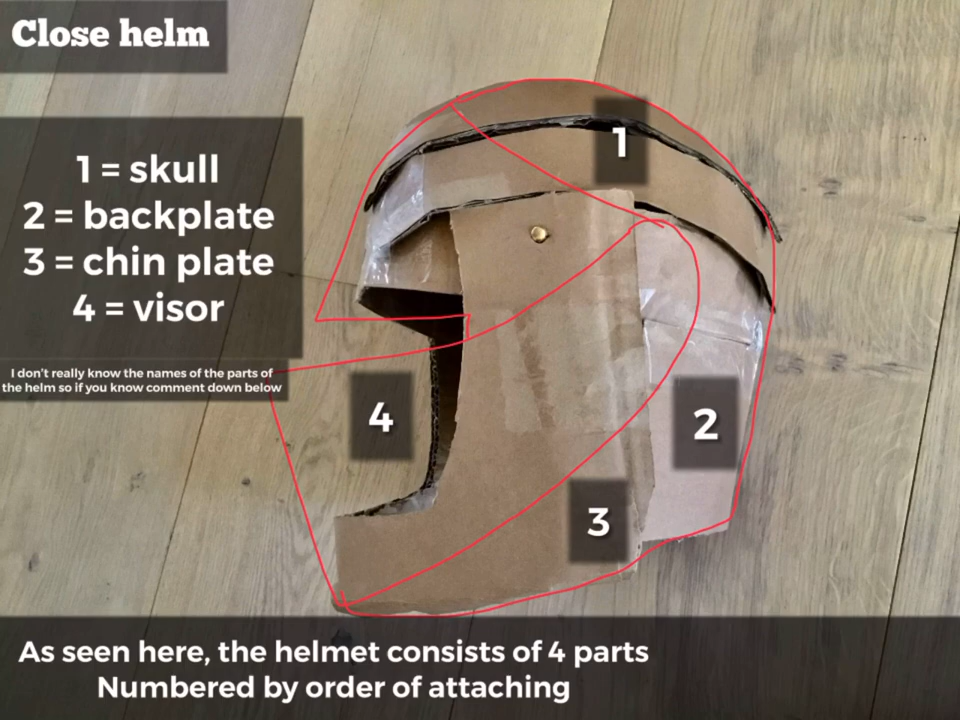 Close helm
1 = skull
2 = backplate
3 = chin plate
4 = visor
I don't really know the names of the parts of
the helm so if you know comment down below
1
4
2
3
As seen here, the helmet consists of 4 parts
Numbered by order of attaching